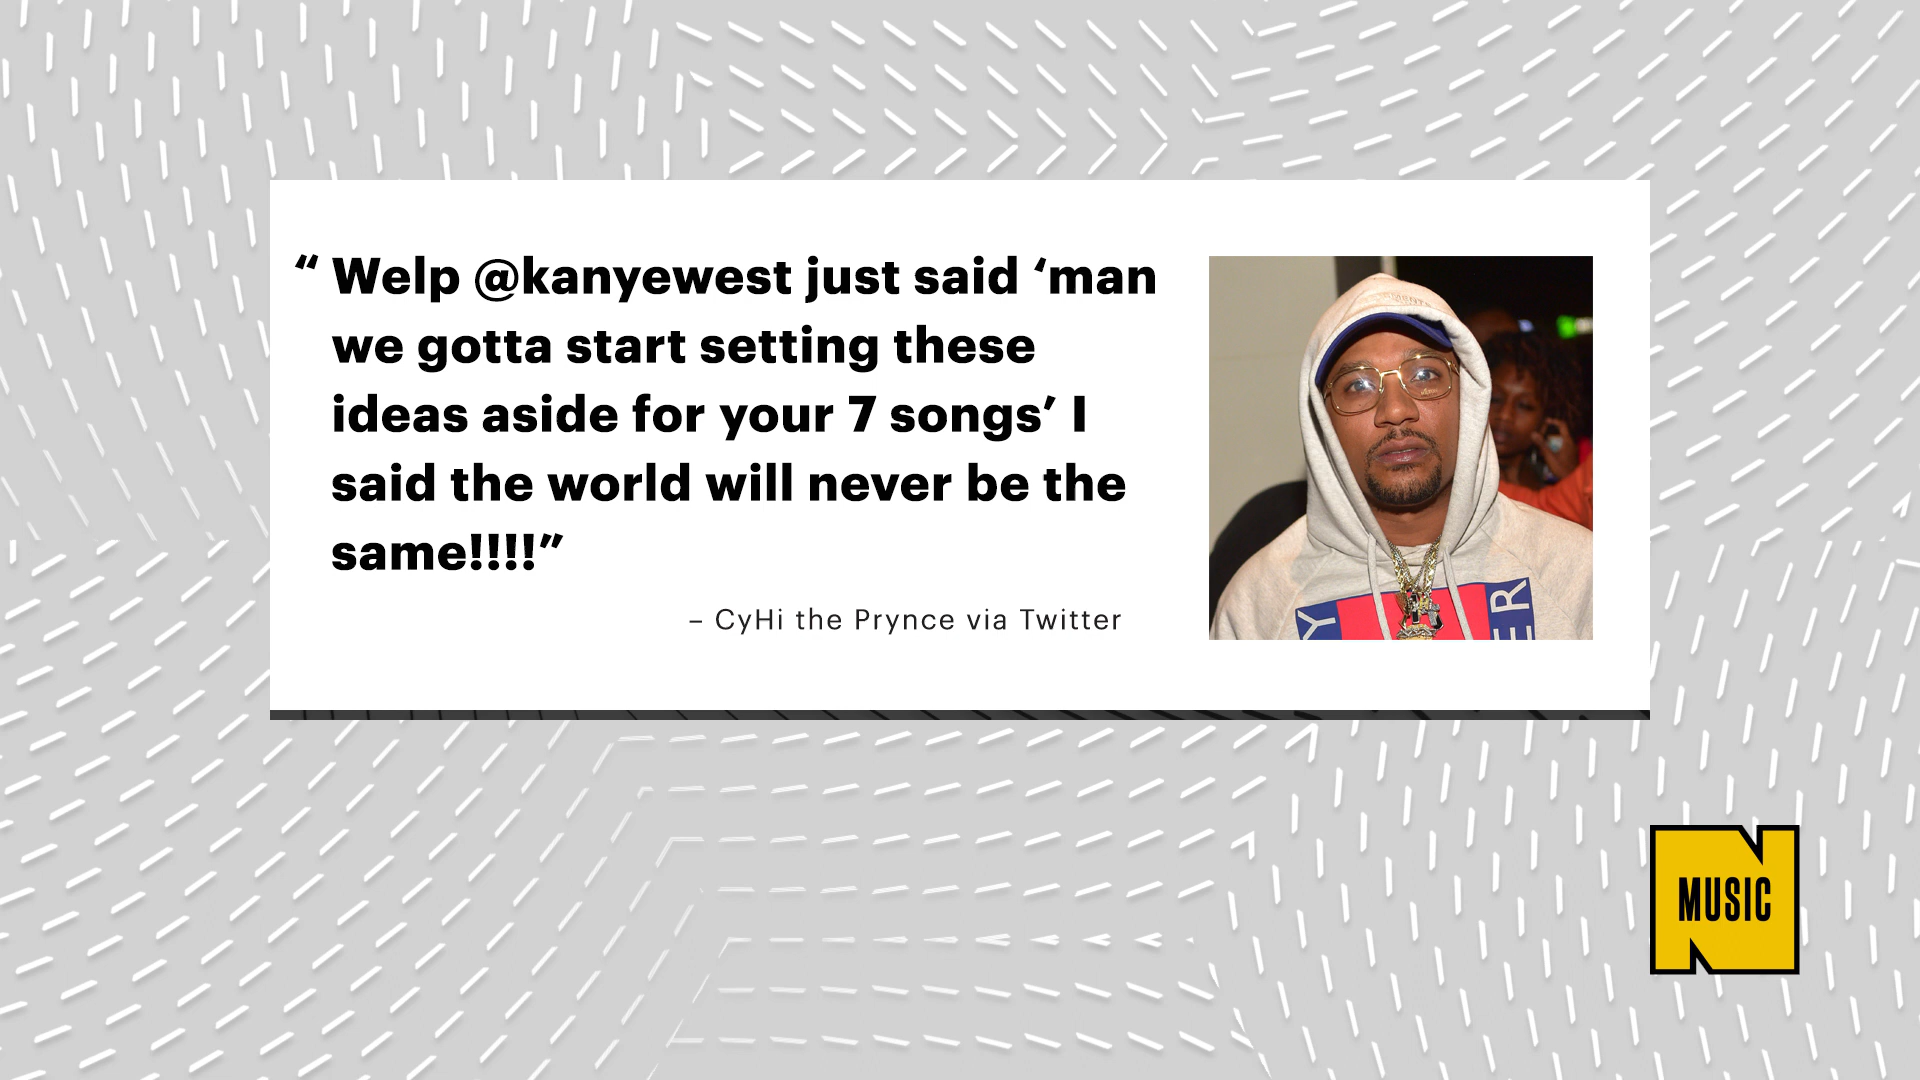 “ Welp @kanyewest just said ‘man
we gotta start setting these
ideas aside for your 7 songs’ I
said the world will never be the
same!!!!”
– CyHi the Prynce via Twitter
Y
ER
MUSIC